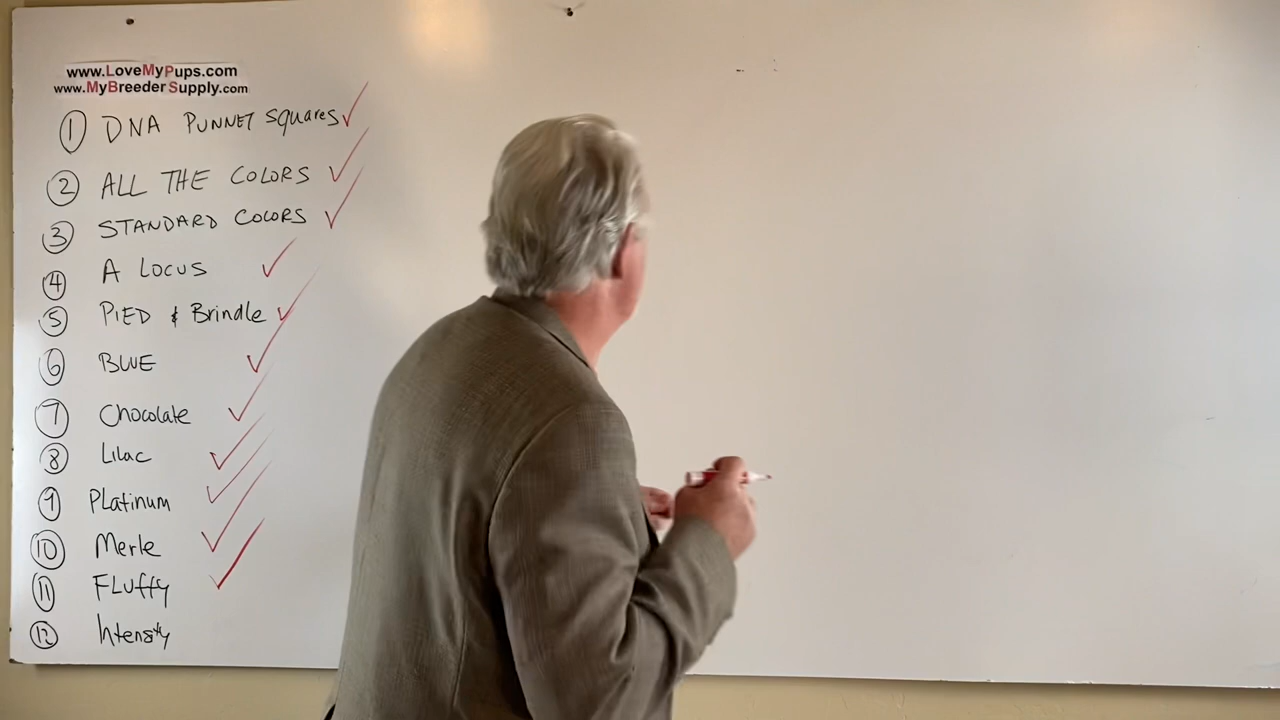 www.LoveMyPups.com
www.MyBreederSupply.com
1 DNA PUNNET SQUARES ✓
2 ALL THE COLORS ✓
3 STANDARD COLORS ✓
4 A LOCUS ✓
5 PIED & Brindle ✓
6 BLUE ✓
7 Chocolate ✓
8 Lilac ✓
9 PLatinum ✓
10 Merle ✓
11 FLuffy ✓
12 Intensity